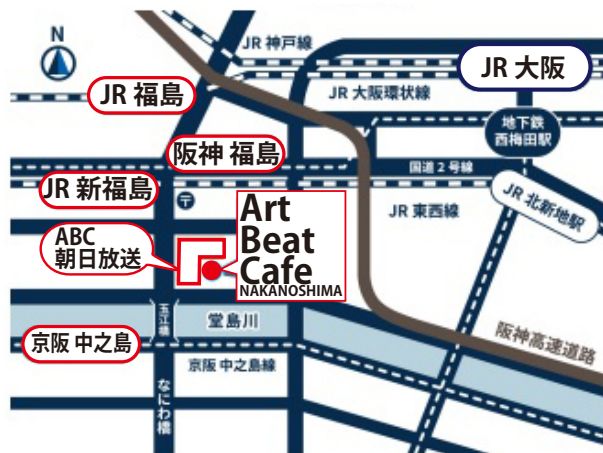 N
JR 神戸線
JR 大阪
JR 福島
JR 大阪環状線
地下鉄
西梅田駅
阪神 福島
国道2号線
JR 新福島
〒
JR 北新地駅
Art
Beat
Cafe
NAKANOSHIMA
JR 東西線
ABC
朝日放送
玉江橋
堂島川
阪神高速道路
京阪 中之島
京阪 中之島線
なにわ橋